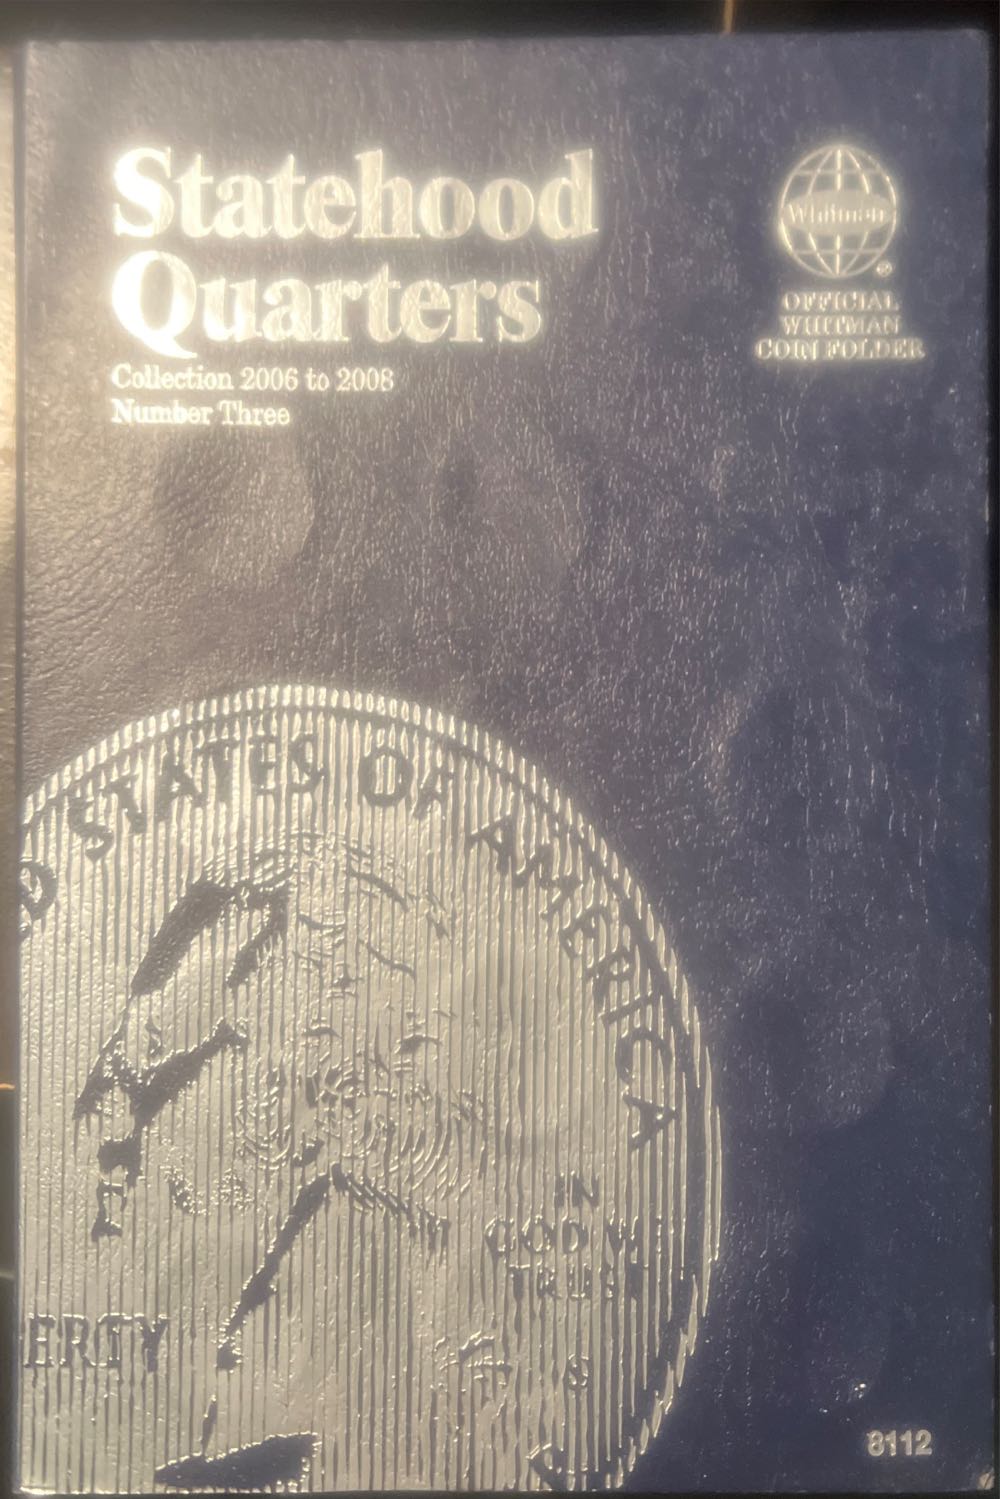 Statehood
Quarters
Collection 2006 to 2008
Number Three
Whitman
®
OFFICIAL
WHITMAN
COIN FOLDER
D STATES OF AMERICA
IN
GOD WE
TRUST
ERTY
S
8112